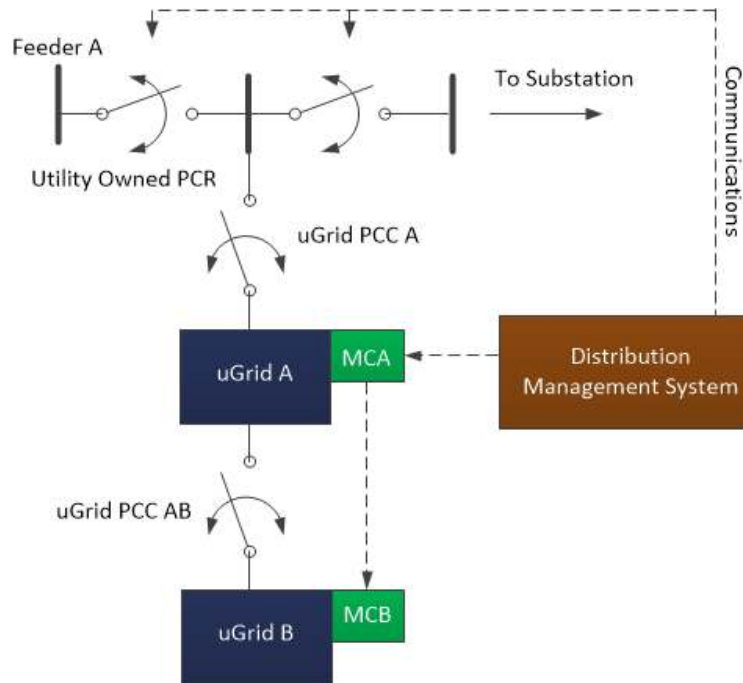 Feeder A
To Substation
Communications
Utility Owned PCR
uGrid PCC A
uGrid A
MCA
Distribution
Management System
uGrid PCC AB
uGrid B
MCB